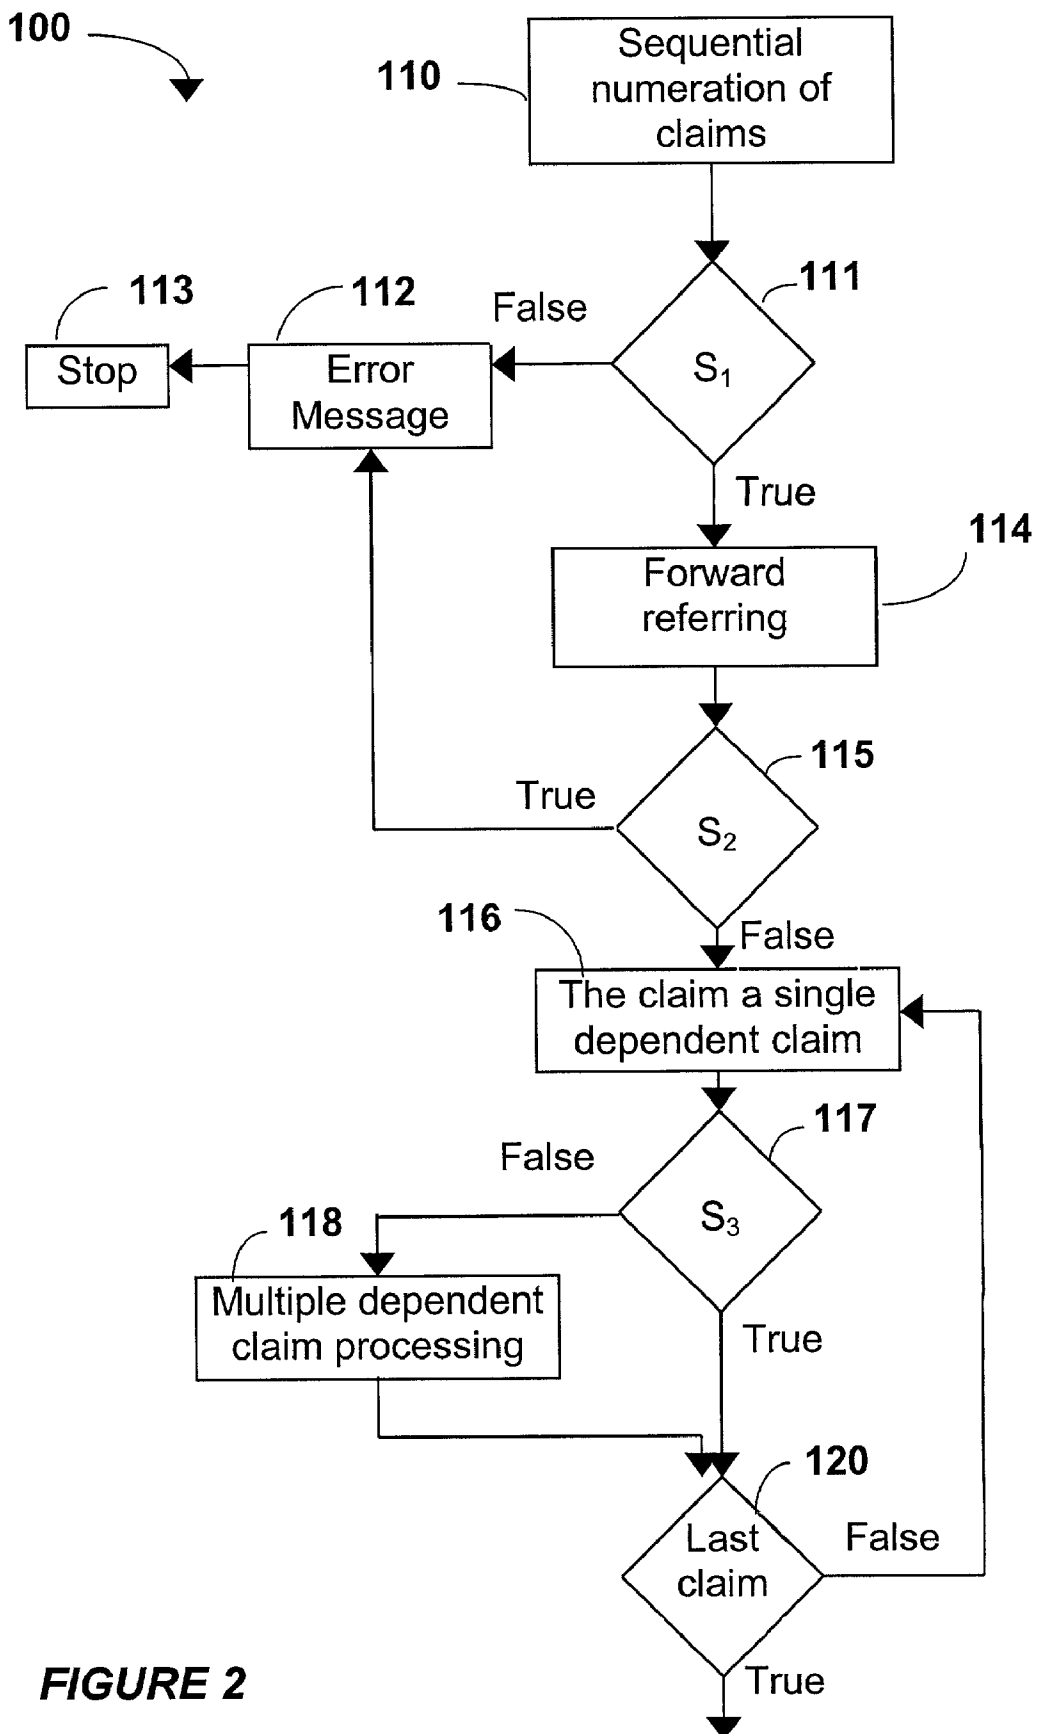 100
110
Sequential
numeration of
claims
111
113
112
False
Stop
Error
Message
S₁
True
114
Forward
referring
115
True
S₂
116
False
The claim a single
dependent claim
117
False
118
S₃
Multiple dependent
claim processing
True
120
Last
claim
False
FIGURE 2
True